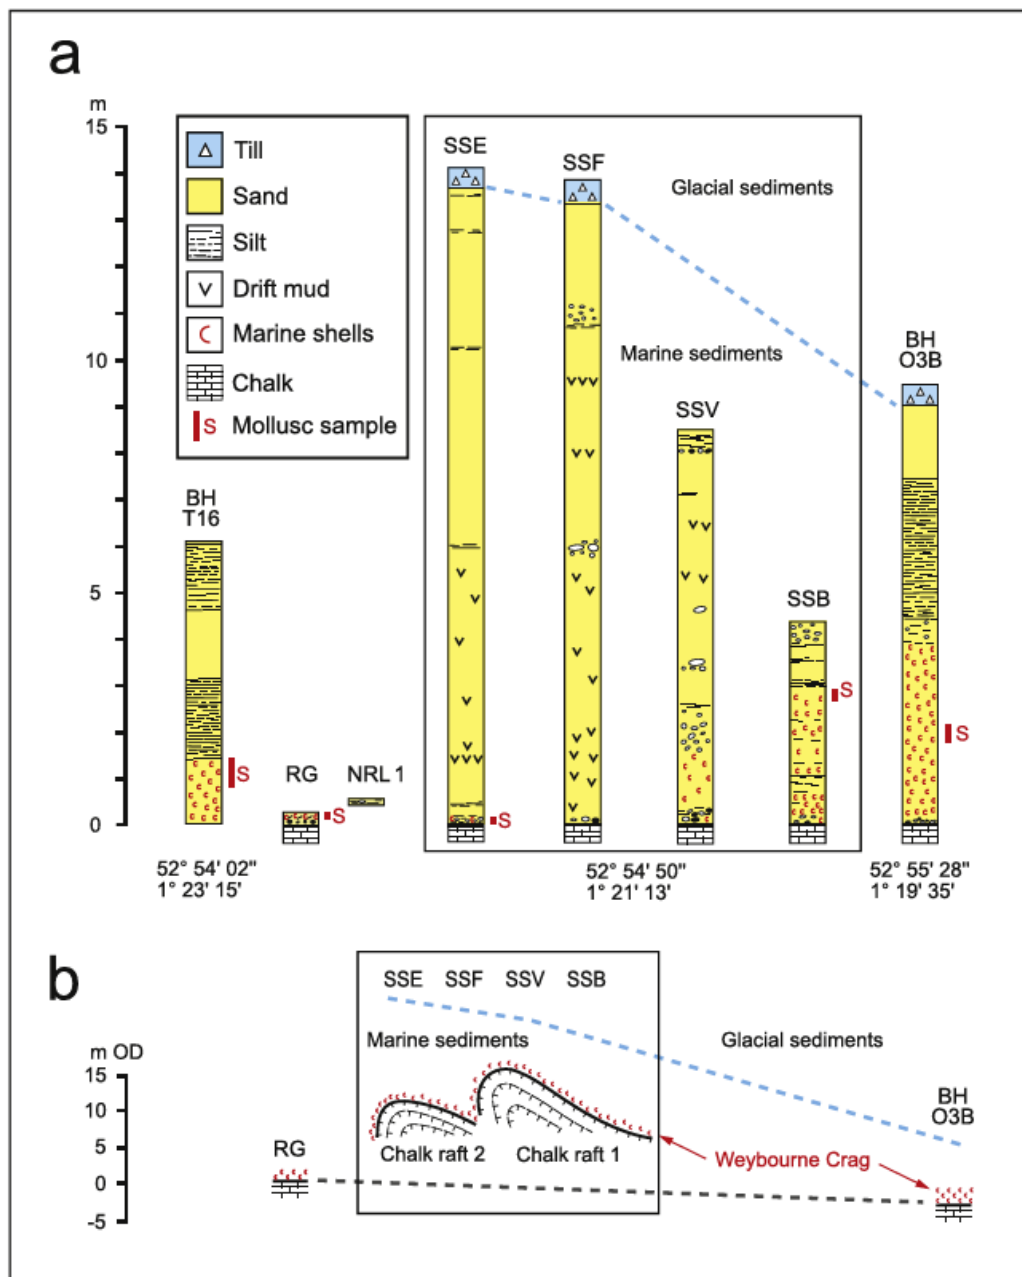 a
m
15
10
5
0
Till
Sand
Silt
Drift mud
Marine shells
Chalk
S Mollusc sample
SSE
SSF
Glacial sediments
Marine sediments
BH
O3B
SSV
BH
T16
SSB
S
S
S
RG
NRL 1
S
S
52° 54' 02"
1° 23' 15'
52° 54' 50"
1° 21' 13'
52° 55' 28"
1° 19' 35'
b
SSE SSF SSV SSB
Marine sediments
Glacial sediments
m OD
15
10
5
0
-5
BH
O3B
RG
Chalk raft 2
Chalk raft 1
Weybourne Crag